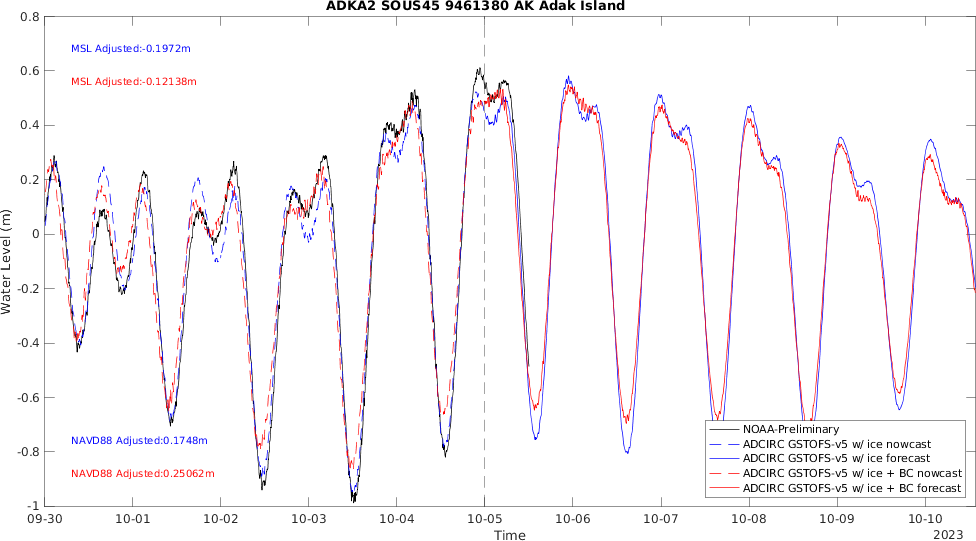 ADKA2 SOUS45 9461380 AK Adak Island
0.8
0.6
0.4
0.2
0
-0.2
-0.4
-0.6
-0.8
-1
Water Level (m)
MSL Adjusted:-0.1972m
MSL Adjusted:-0.12138m
NAVD88 Adjusted:0.1748m
NAVD88 Adjusted:0.25062m
NOAA-Preliminary
ADCIRC GSTOFS-v5 w/ ice nowcast
ADCIRC GSTOFS-v5 w/ ice forecast
ADCIRC GSTOFS-v5 w/ ice + BC nowcast
ADCIRC GSTOFS-v5 w/ ice + BC forecast
09-30 10-01 10-02 10-03 10-04 10-05 10-06 10-07 10-08 10-09 10-10
Time
2023